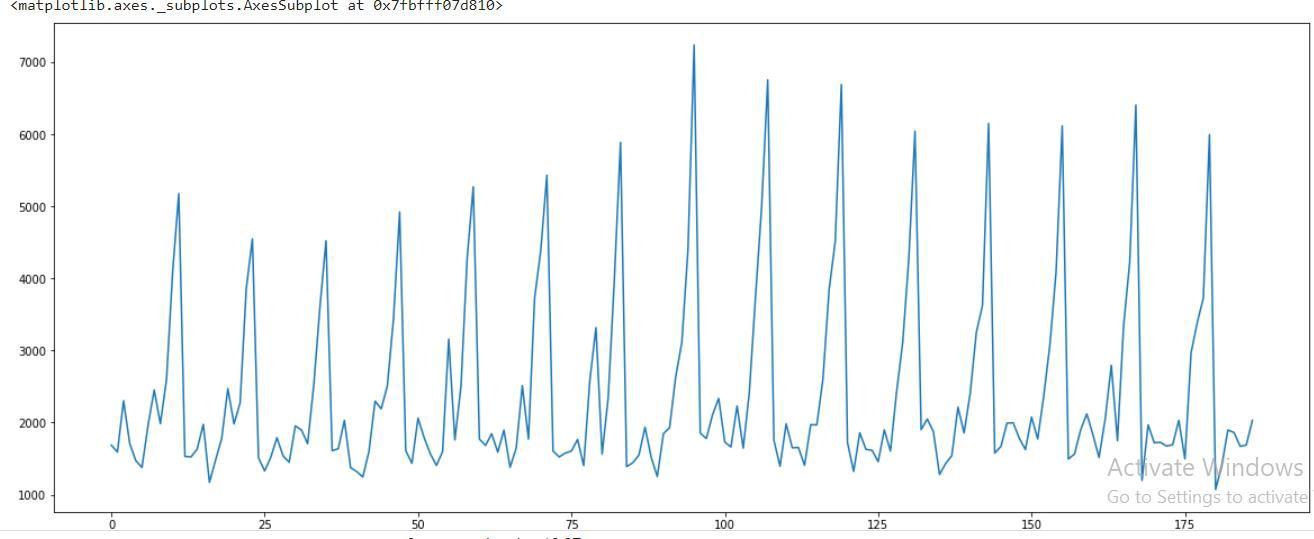 <matplotlib.axes._subplots.AxesSubplot at 0x7fbfff07d810>
7000
6000
5000
4000
3000
2000
1000
0 25 50 75 100 125 150 175
Activate Windows
Go to Settings to activate